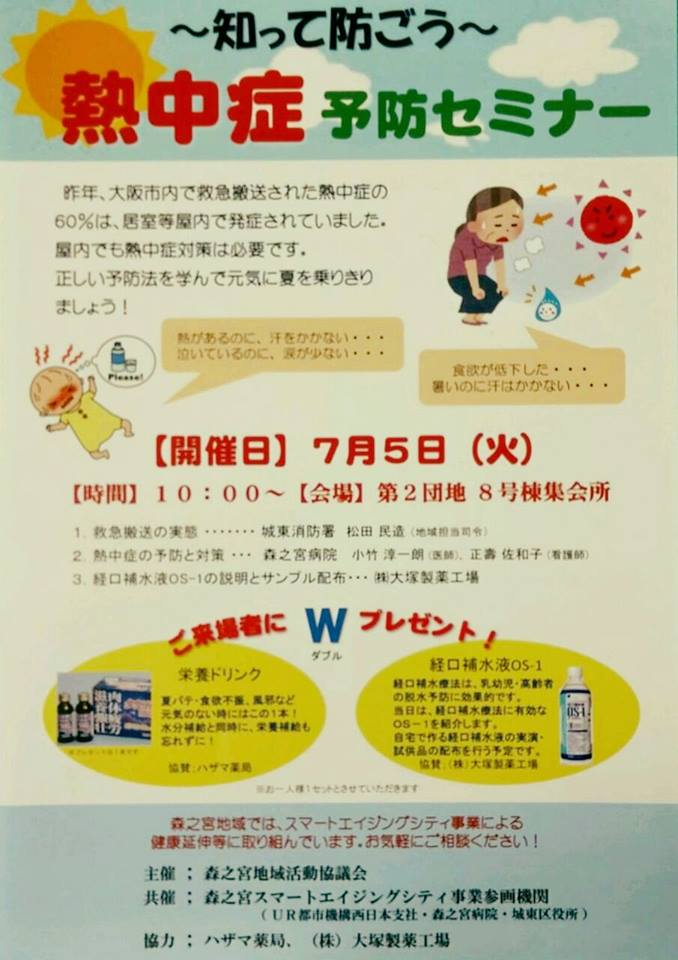 ～知って防ごう～
熱中症 予防セミナー
昨年、大阪市内で救急搬送された熱中症の
60％は、居室等屋内で発症されていました。
屋内でも熱中症対策は必要です。
正しい予防法を学んで元気に夏を乗りきり
ましょう！
Please!
熱があるのに、汗をかかない・・・
泣いているのに、涙が少ない・・・
食欲が低下した・・・
暑いのに汗はかかない・・・
【開催日】７月５日（火）
【時間】１０：００～【会場】第２団地 ８号棟集会所
1. 救急搬送の実態 ・・・・・・・ 城東消防署 松田 民造（地域担当司令）
2. 熱中症の予防と対策 ・・・ 森之宮病院 小竹 淳一朗（医師）、正壽 佐和子（看護師）
3. 経口補水液OS-1の説明とサンプル配布・・・ ㈱大塚製薬工場
ご来場者に W プレゼント！
ダブル
栄養ドリンク
夏バテ・食欲不振、風邪など
元気のない時にはこの1本！
水分補給と同時に、栄養補給も
忘れずに！
協賛：ハザマ薬局
肉体疲労
滋養強壮
経口補水液OS-1
経口補水療法は、乳幼児・高齢者
の脱水予防に効果的です。
当日は、経口補水療法に有効な
OS－1を紹介します。
自宅で作る経口補水液の実演・
試供品の配布を行う予定です。
協賛：（株）大塚製薬工場
OS-1
※お一人様1セットとさせていただきます
森之宮地域では、スマートエイジングシティ事業による
健康延伸等に取り組んでいます。お気軽にご相談ください！
主催 ； 森之宮地域活動協議会
共催 ； 森之宮スマートエイジングシティ事業参画機関
（ＵＲ都市機構西日本支社・森之宮病院・城東区役所）
協力 ； ハザマ薬局、（株）大塚製薬工場